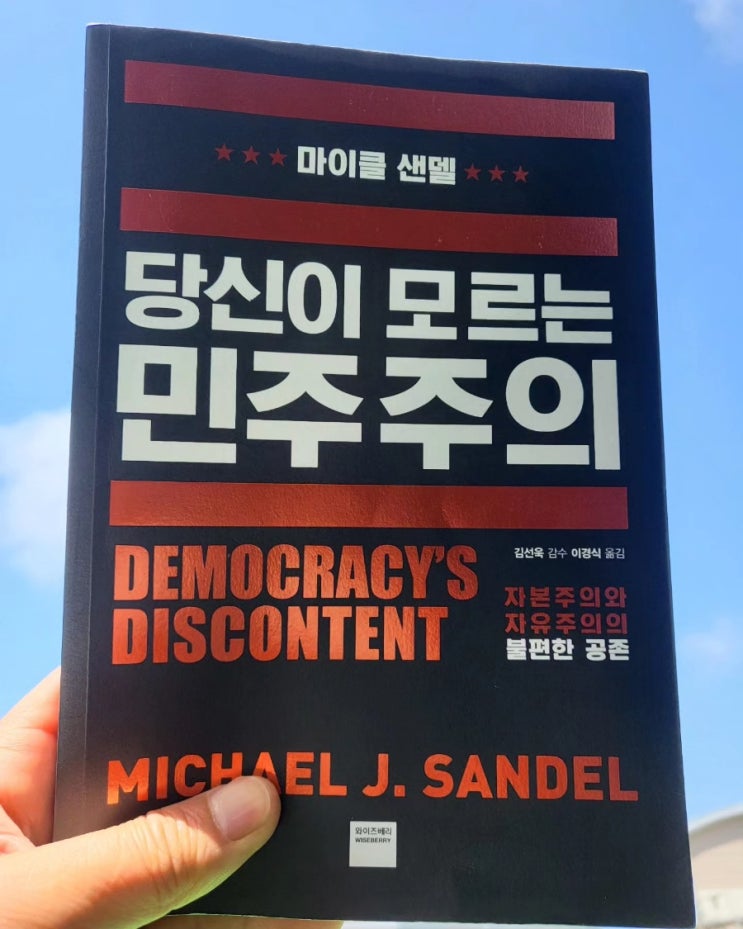 ★★★ 마이클 샌델 ★★★
당신이 모르는
민주주의
김선욱 감수 이경식 옮김
DEMOCRACY'S
DISCONTENT
자본주의와
자유주의의
불편한 공존
MICHAEL J. SANDEL
와이즈베리
WISEBERRY